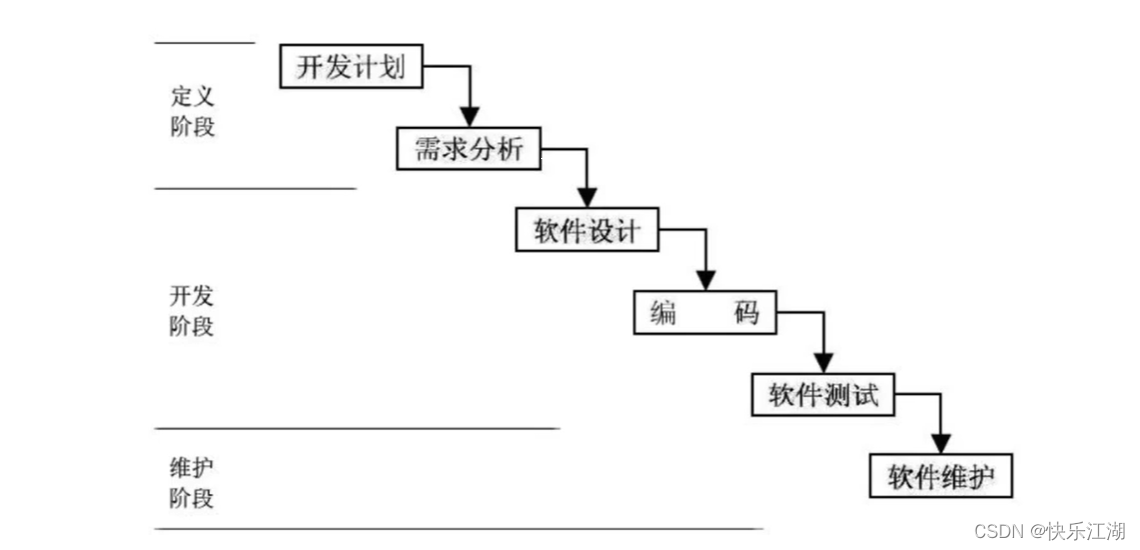 开发计划
定义
阶段
需求分析
软件设计
开发
阶段
编 码
软件测试
维护
阶段
软件维护
CSDN @快乐江湖